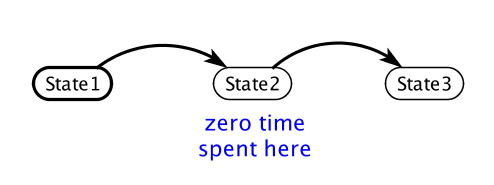 State1
State2
State3
zero time
spent here